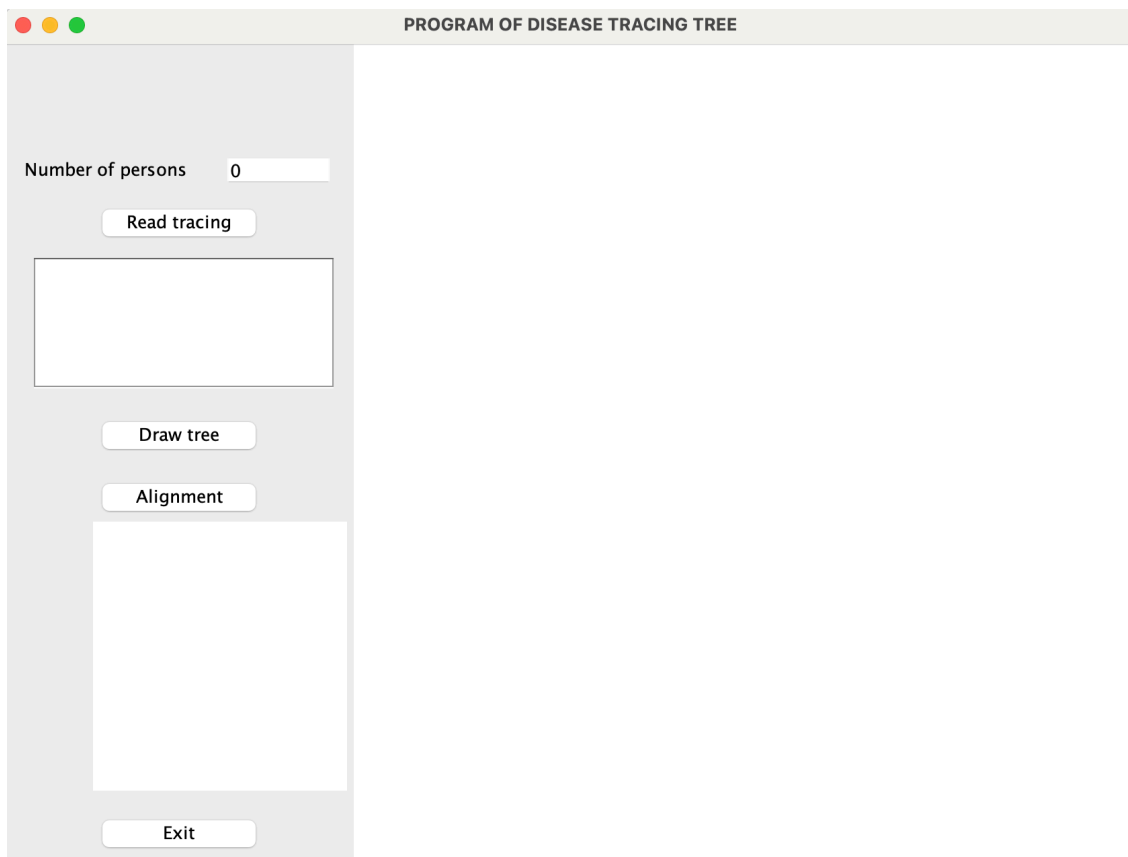 PROGRAM OF DISEASE TRACING TREE
Number of persons 0
Read tracing
Draw tree
Alignment
Exit